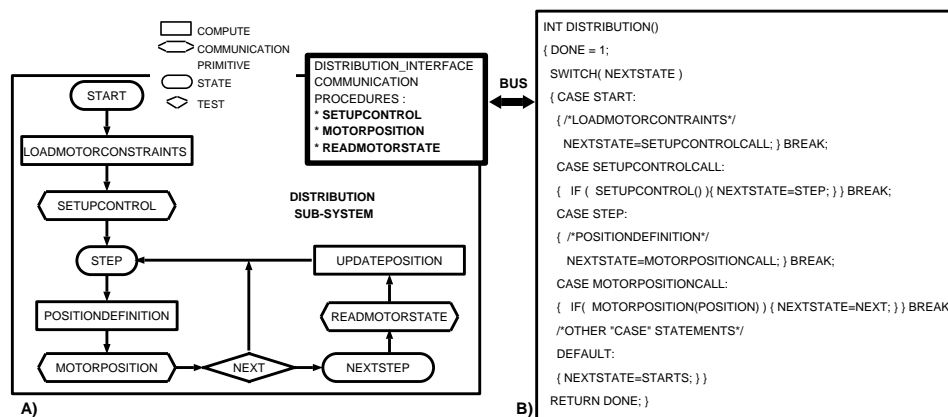 COMPUTE
COMMUNICATION
PRIMITIVE
STATE
TEST
DISTRIBUTION_INTERFACE
COMMUNICATION
PROCEDURES :
* SETUPCONTROL
* MOTORPOSITION
* READMOTORSTATE
START
LOADMOTORCONSTRAINTS
SETUPCONTROL
DISTRIBUTION
SUB-SYSTEM
STEP
UPDATEPOSITION
POSITIONDEFINITION
READMOTORSTATE
MOTORPOSITION
NEXT
NEXTSTEP
A)
BUS
INT DISTRIBUTION()
{ DONE = 1;
SWITCH( NEXTSTATE )
{ CASE START:
{ /*LOADMOTORCONTRAINTS*/
NEXTSTATE=SETUPCONTROLCALL; } BREAK;
CASE SETUPCONTROLCALL:
{ IF ( SETUPCONTROL() ){ NEXTSTATE=STEP; } } BREAK;
CASE STEP:
{ /*POSITIONDEFINITION*/
NEXTSTATE=MOTORPOSITIONCALL; } BREAK;
CASE MOTORPOSITIONCALL:
{ IF( MOTORPOSITION(POSITION) ) { NEXTSTATE=NEXT; } } BREAK
/*OTHER "CASE" STATEMENTS*/
DEFAULT:
{ NEXTSTATE=STARTS; } }
RETURN DONE; }
B)